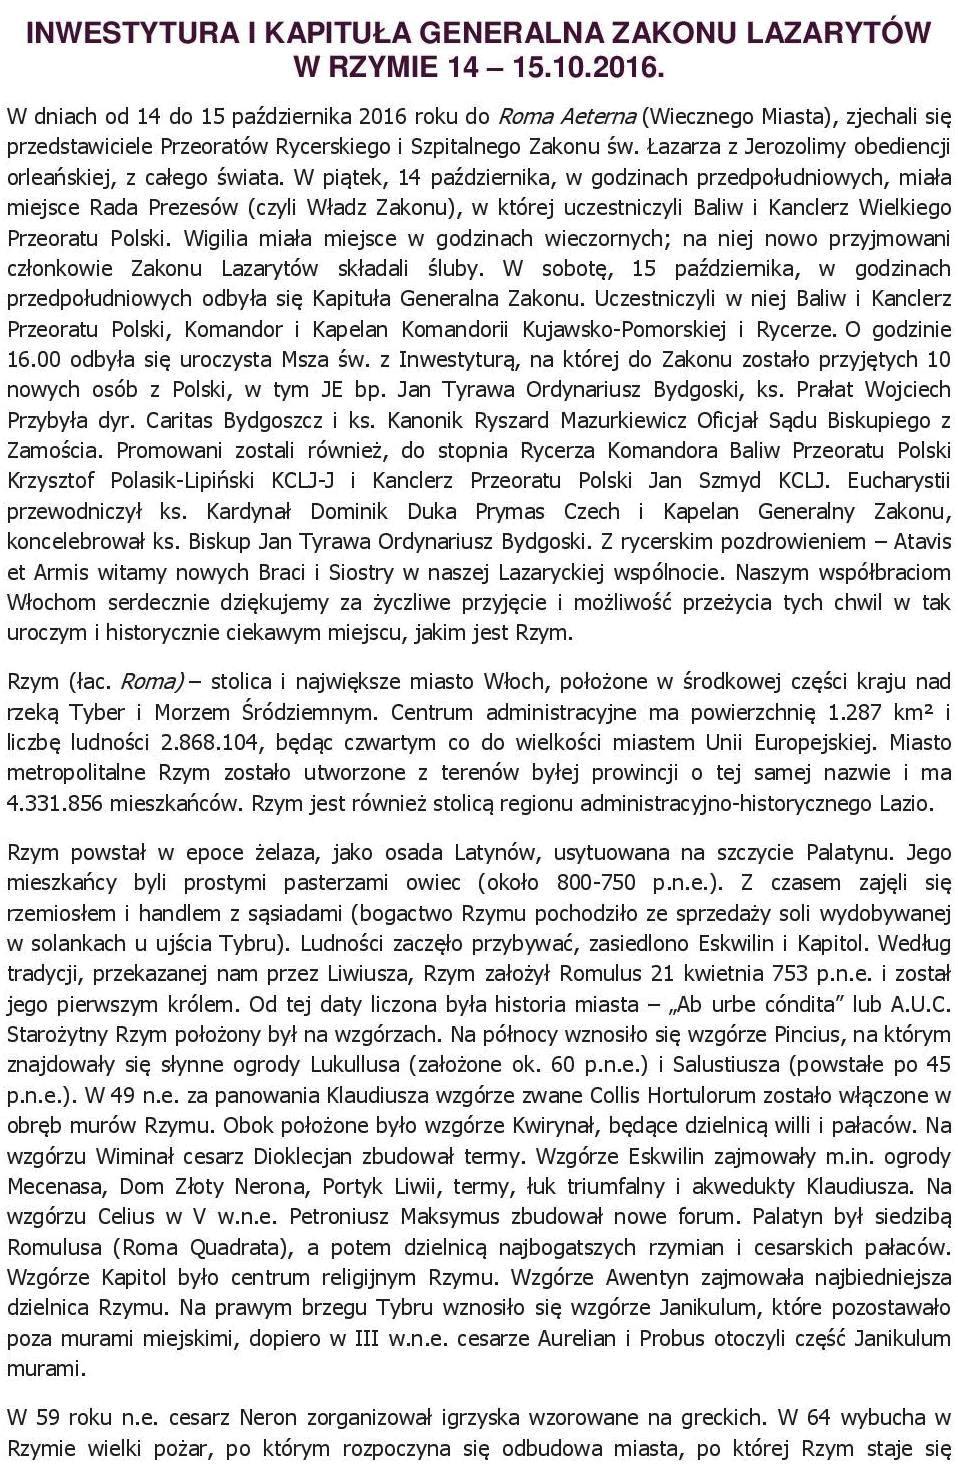 INWESTYTURA I KAPITUŁA GENERALNA ZAKONU LAZARYTÓW
W RZYMIE 14 – 15.10.2016.
W dniach od 14 do 15 października 2016 roku do Roma Aeterna (Wiecznego Miasta), zjechali się
przedstawiciele Przeoratów Rycerskiego i Szpitalnego Zakonu św. Łazarza z Jerozolimy obediencji
orleańskiej, z całego świata. W piątek, 14 października, w godzinach przedpołudniowych, miała
miejsce Rada Prezesów (czyli Władz Zakonu), w której uczestniczyli Baliw i Kanclerz Wielkiego
Przeoratu Polski. Wigilia miała miejsce w godzinach wieczornych; na niej nowo przyjmowani
członkowie Zakonu Lazarytów składali śluby. W sobotę, 15 października, w godzinach
przedpołudniowych odbyła się Kapituła Generalna Zakonu. Uczestniczyli w niej Baliw i Kanclerz
Przeoratu Polski, Komandor i Kapelan Komandorii Kujawsko-Pomorskiej i Rycerze. O godzinie
16.00 odbyła się uroczysta Msza św. z Inwestyturą, na której do Zakonu zostało przyjętych 10
nowych osób z Polski, w tym JE bp. Jan Tyrawa Ordynariusz Bydgoski, ks. Prałat Wojciech
Przybyła dyr. Caritas Bydgoszcz i ks. Kanonik Ryszard Mazurkiewicz Oficjał Sądu Biskupiego z
Zamościa. Promowani zostali również, do stopnia Rycerza Komandora Baliw Przeoratu Polski
Krzysztof Polasik-Lipiński KCLJ-J i Kanclerz Przeoratu Polski Jan Szmyd KCLJ. Eucharystii
przewodniczył ks. Kardynał Dominik Duka Prymas Czech i Kapelan Generalny Zakonu,
koncelebrował ks. Biskup Jan Tyrawa Ordynariusz Bydgoski. Z rycerskim pozdrowieniem – Atavis
et Armis witamy nowych Braci i Siostry w naszej Lazaryckiej wspólnocie. Naszym współbraciom
Włochom serdecznie dziękujemy za życzliwe przyjęcie i możliwość przeżycia tych chwil w tak
uroczym i historycznie ciekawym miejscu, jakim jest Rzym.
Rzym (łac. Roma) – stolica i największe miasto Włoch, położone w środkowej części kraju nad
rzeką Tyber i Morzem Śródziemnym. Centrum administracyjne ma powierzchnię 1.287 km² i
liczbę ludności 2.868.104, będąc czwartym co do wielkości miastem Unii Europejskiej. Miasto
metropolitalne Rzym zostało utworzone z terenów byłej prowincji o tej samej nazwie i ma
4.331.856 mieszkańców. Rzym jest również stolicą regionu administracyjno-historycznego Lazio.
Rzym powstał w epoce żelaza, jako osada Latynów, usytuowana na szczycie Palatynu. Jego
mieszkańcy byli prostymi pasterzami owiec (około 800-750 p.n.e.). Z czasem zajęli się
rzemiosłem i handlem z sąsiadami (bogactwo Rzymu pochodziło ze sprzedaży soli wydobywanej
w solankach u ujścia Tybru). Ludności zaczęło przybywać, zasiedlono Eskwilin i Kapitol. Według
tradycji, przekazanej nam przez Liwiusza, Rzym założył Romulus 21 kwietnia 753 p.n.e. i został
jego pierwszym królem. Od tej daty liczona była historia miasta – „Ab urbe cóndita” lub A.U.C.
Starożytny Rzym położony był na wzgórzach. Na północy wznosiło się wzgórze Pincius, na którym
znajdowały się słynne ogrody Lukullusa (założone ok. 60 p.n.e.) i Salustiusza (powstałe po 45
p.n.e.). W 49 n.e. za panowania Klaudiusza wzgórze zwane Collis Hortulorum zostało włączone w
obręb murów Rzymu. Obok położone było wzgórze Kwirynał, będące dzielnicą willi i pałaców. Na
wzgórzu Wiminał cesarz Dioklecjan zbudował termy. Wzgórze Eskwilin zajmowały m.in. ogrody
Mecenasa, Dom Złoty Nerona, Portyk Liwii, termy, łuk triumfalny i akwedukty Klaudiusza. Na
wzgórzu Celius w V w.n.e. Petroniusz Maksymus zbudował nowe forum. Palatyn był siedzibą
Romulusa (Roma Quadrata), a potem dzielnicą najbogatszych rzymian i cesarskich pałaców.
Wzgórze Kapitol było centrum religijnym Rzymu. Wzgórze Awentyn zajmowała najbiedniejsza
dzielnica Rzymu. Na prawym brzegu Tybru wznosiło się wzgórze Janikulum, które pozostawało
poza murami miejskimi, dopiero w III w.n.e. cesarze Aurelian i Probus otoczyli część Janikulum
murami.
W 59 roku n.e. cesarz Neron zorganizował igrzyska wzorowane na greckich. W 64 wybucha w
Rzymie wielki pożar, po którym rozpoczyna się odbudowa miasta, po której Rzym staje się